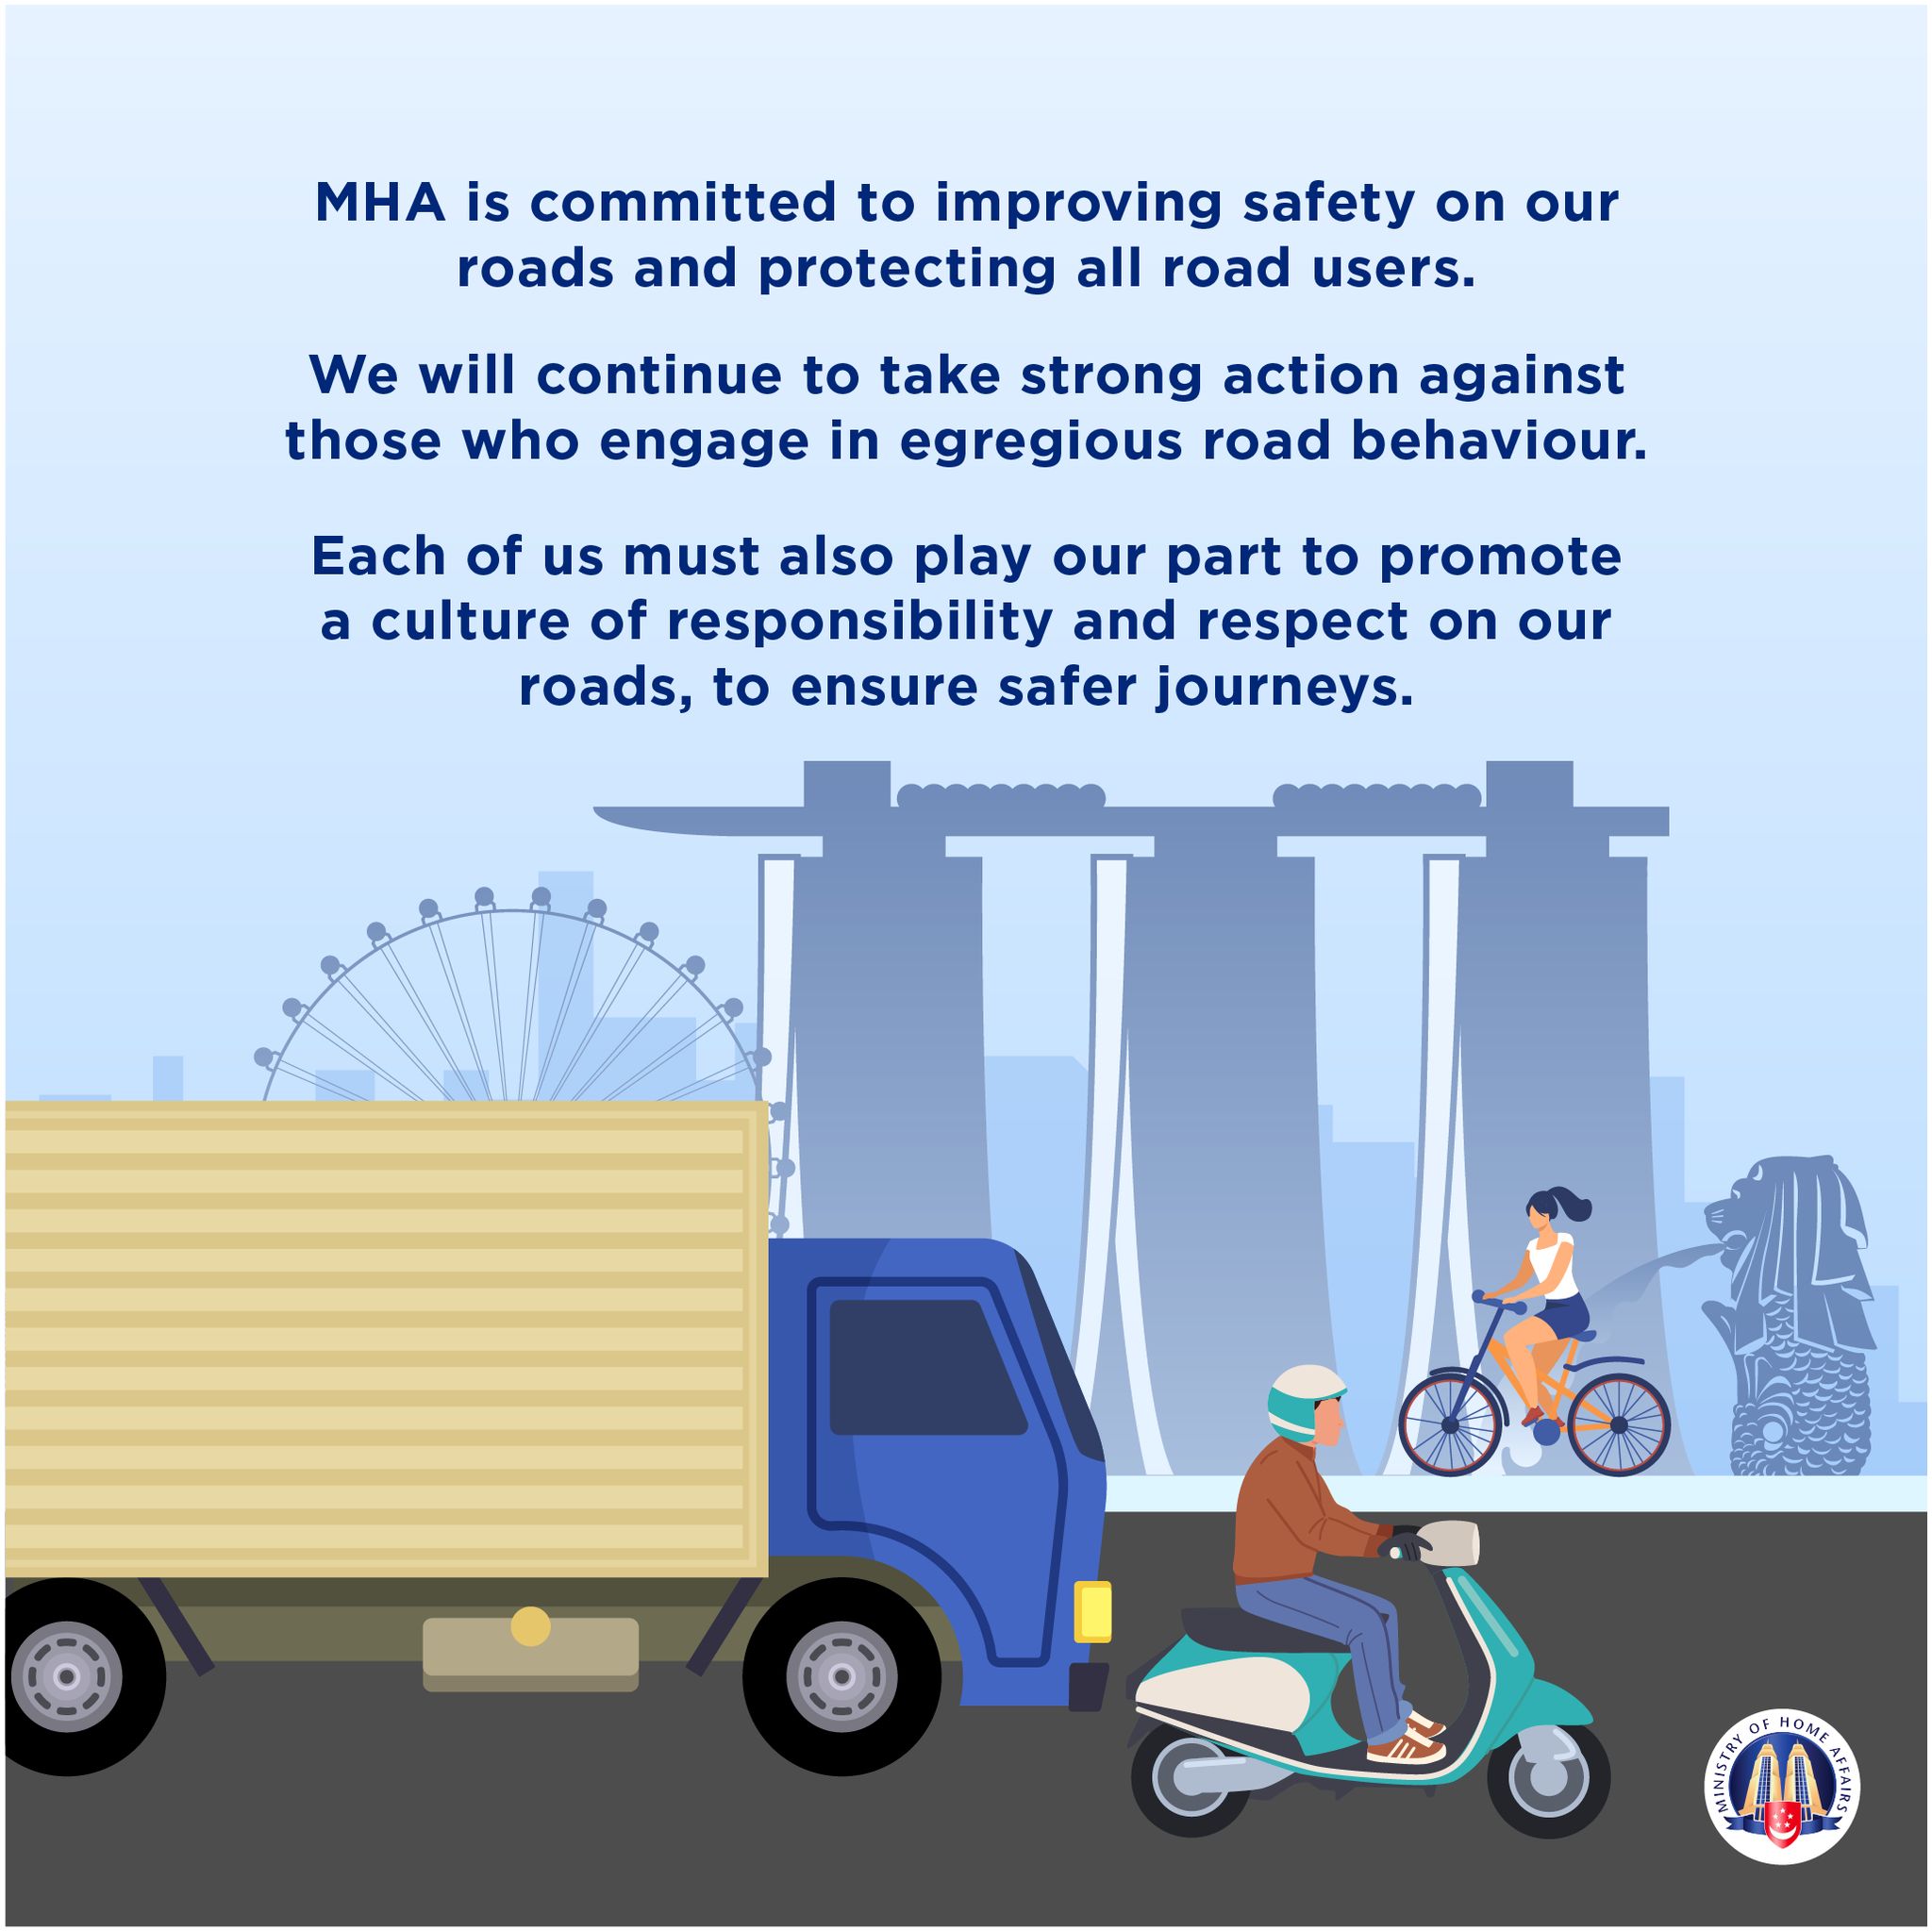 MHA is committed to improving safety on our
roads and protecting all road users.
We will continue to take strong action against
those who engage in egregious road behaviour.
Each of us must also play our part to promote
a culture of responsibility and respect on our
roads, to ensure safer journeys.
MINISTRY OF HOME AFFAIRS